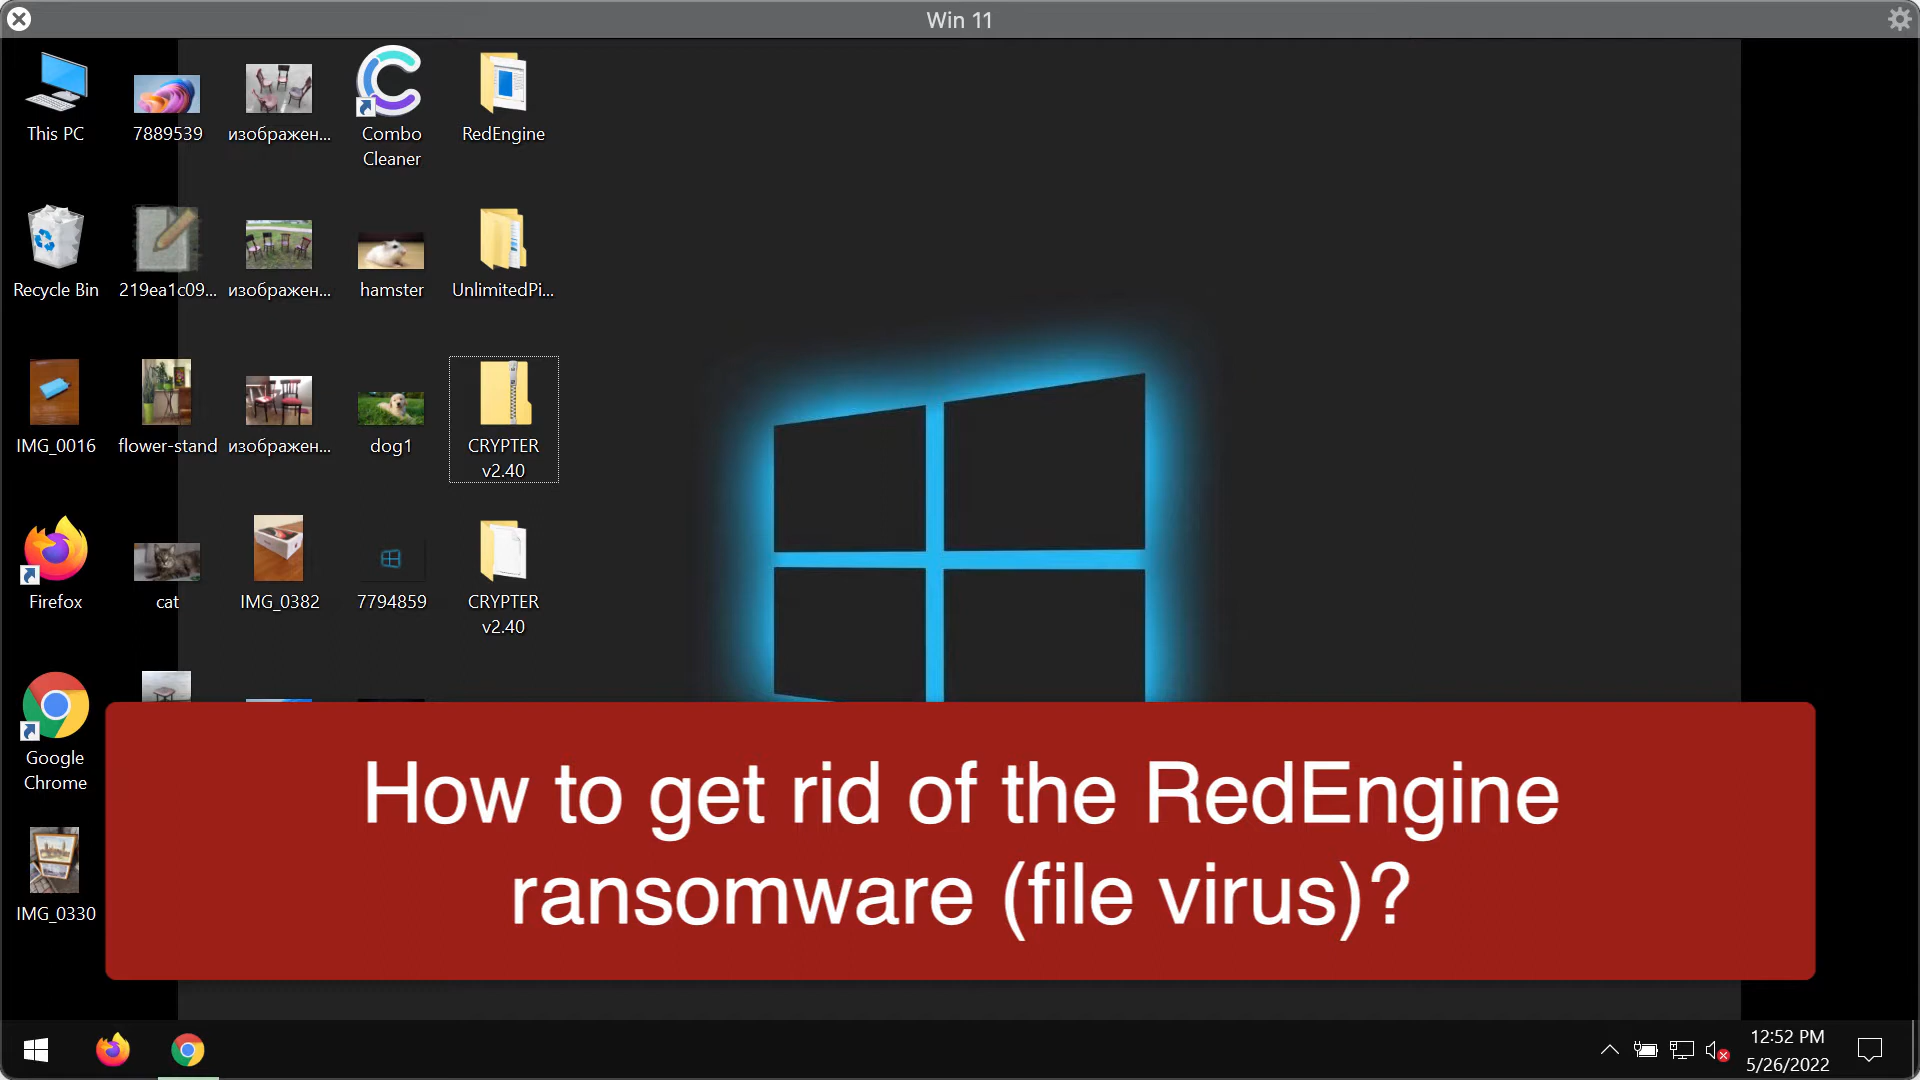 Win 11
This PC
7889539
изображен...
Combo
Cleaner
RedEngine
Recycle Bin
219ea1c09...
изображен...
hamster
UnlimitedPi...
IMG_0016
flower-stand
изображен...
dog1
CRYPTER
v2.40
Firefox
cat
IMG_0382
7794859
CRYPTER
v2.40
Google
Chrome
IMG_0330
How to get rid of the RedEngine
ransomware (file virus)?
12:52 PM
5/26/2022